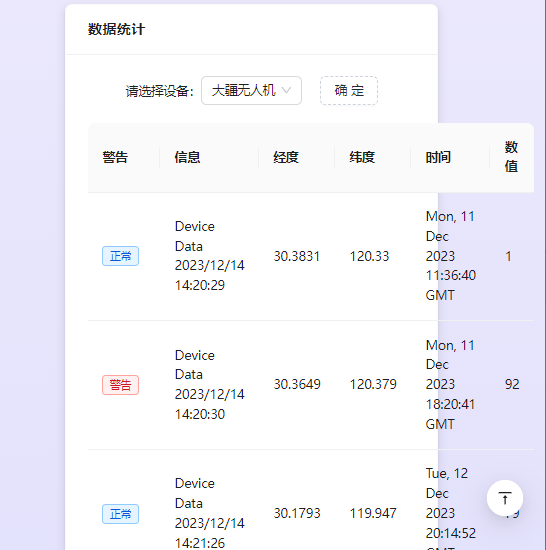 数据统计
请选择设备: 大疆无人机 确 定
警告 信息 经度 纬度 时间 数值
正常 Device Data 2023/12/14 14:20:29 30.3831 120.33 Mon, 11 Dec 2023 11:36:40 GMT 1
警告 Device Data 2023/12/14 14:20:30 30.3649 120.379 Mon, 11 Dec 2023 18:20:41 GMT 92
正常 Device Data 2023/12/14 14:21:26 30.1793 119.947 Tue, 12 Dec 2023 20:14:52